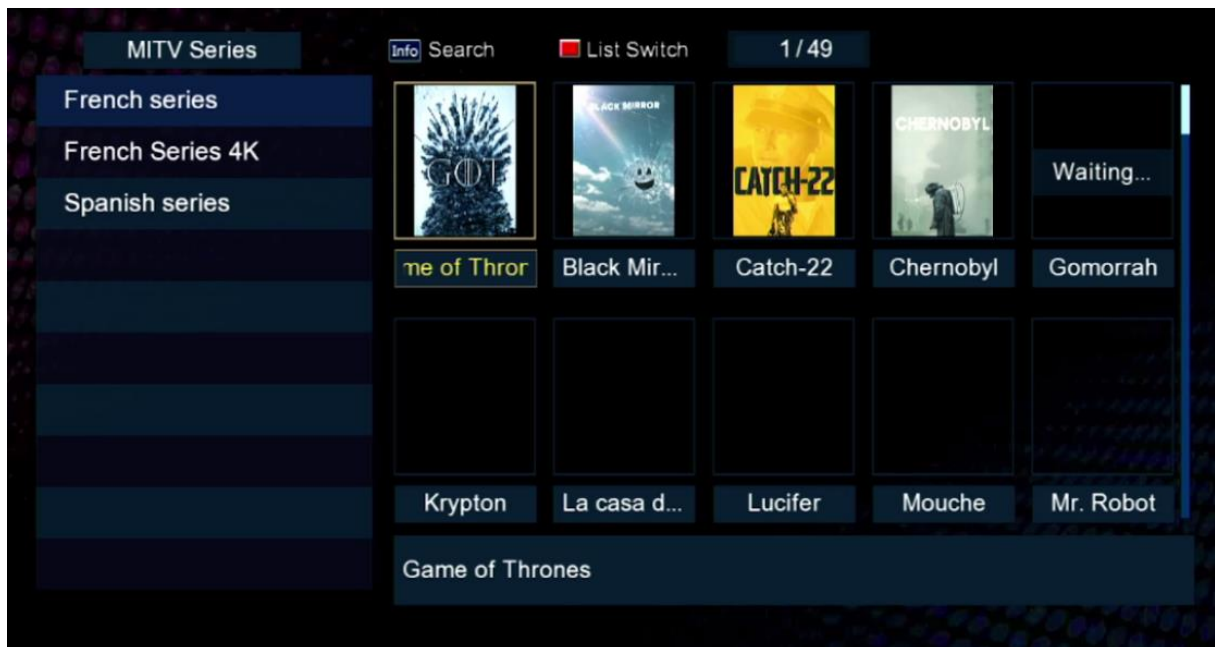 MITV Series
Info Search
List Switch
1/49
French series
French Series 4K
Spanish series
GOT
BLACK MIRROR
CATCH-22
CHERNOBYL
Waiting...
me of Thror
Black Mir...
Catch-22
Chernobyl
Gomorrah
Krypton
La casa d...
Lucifer
Mouche
Mr. Robot
Game of Thrones